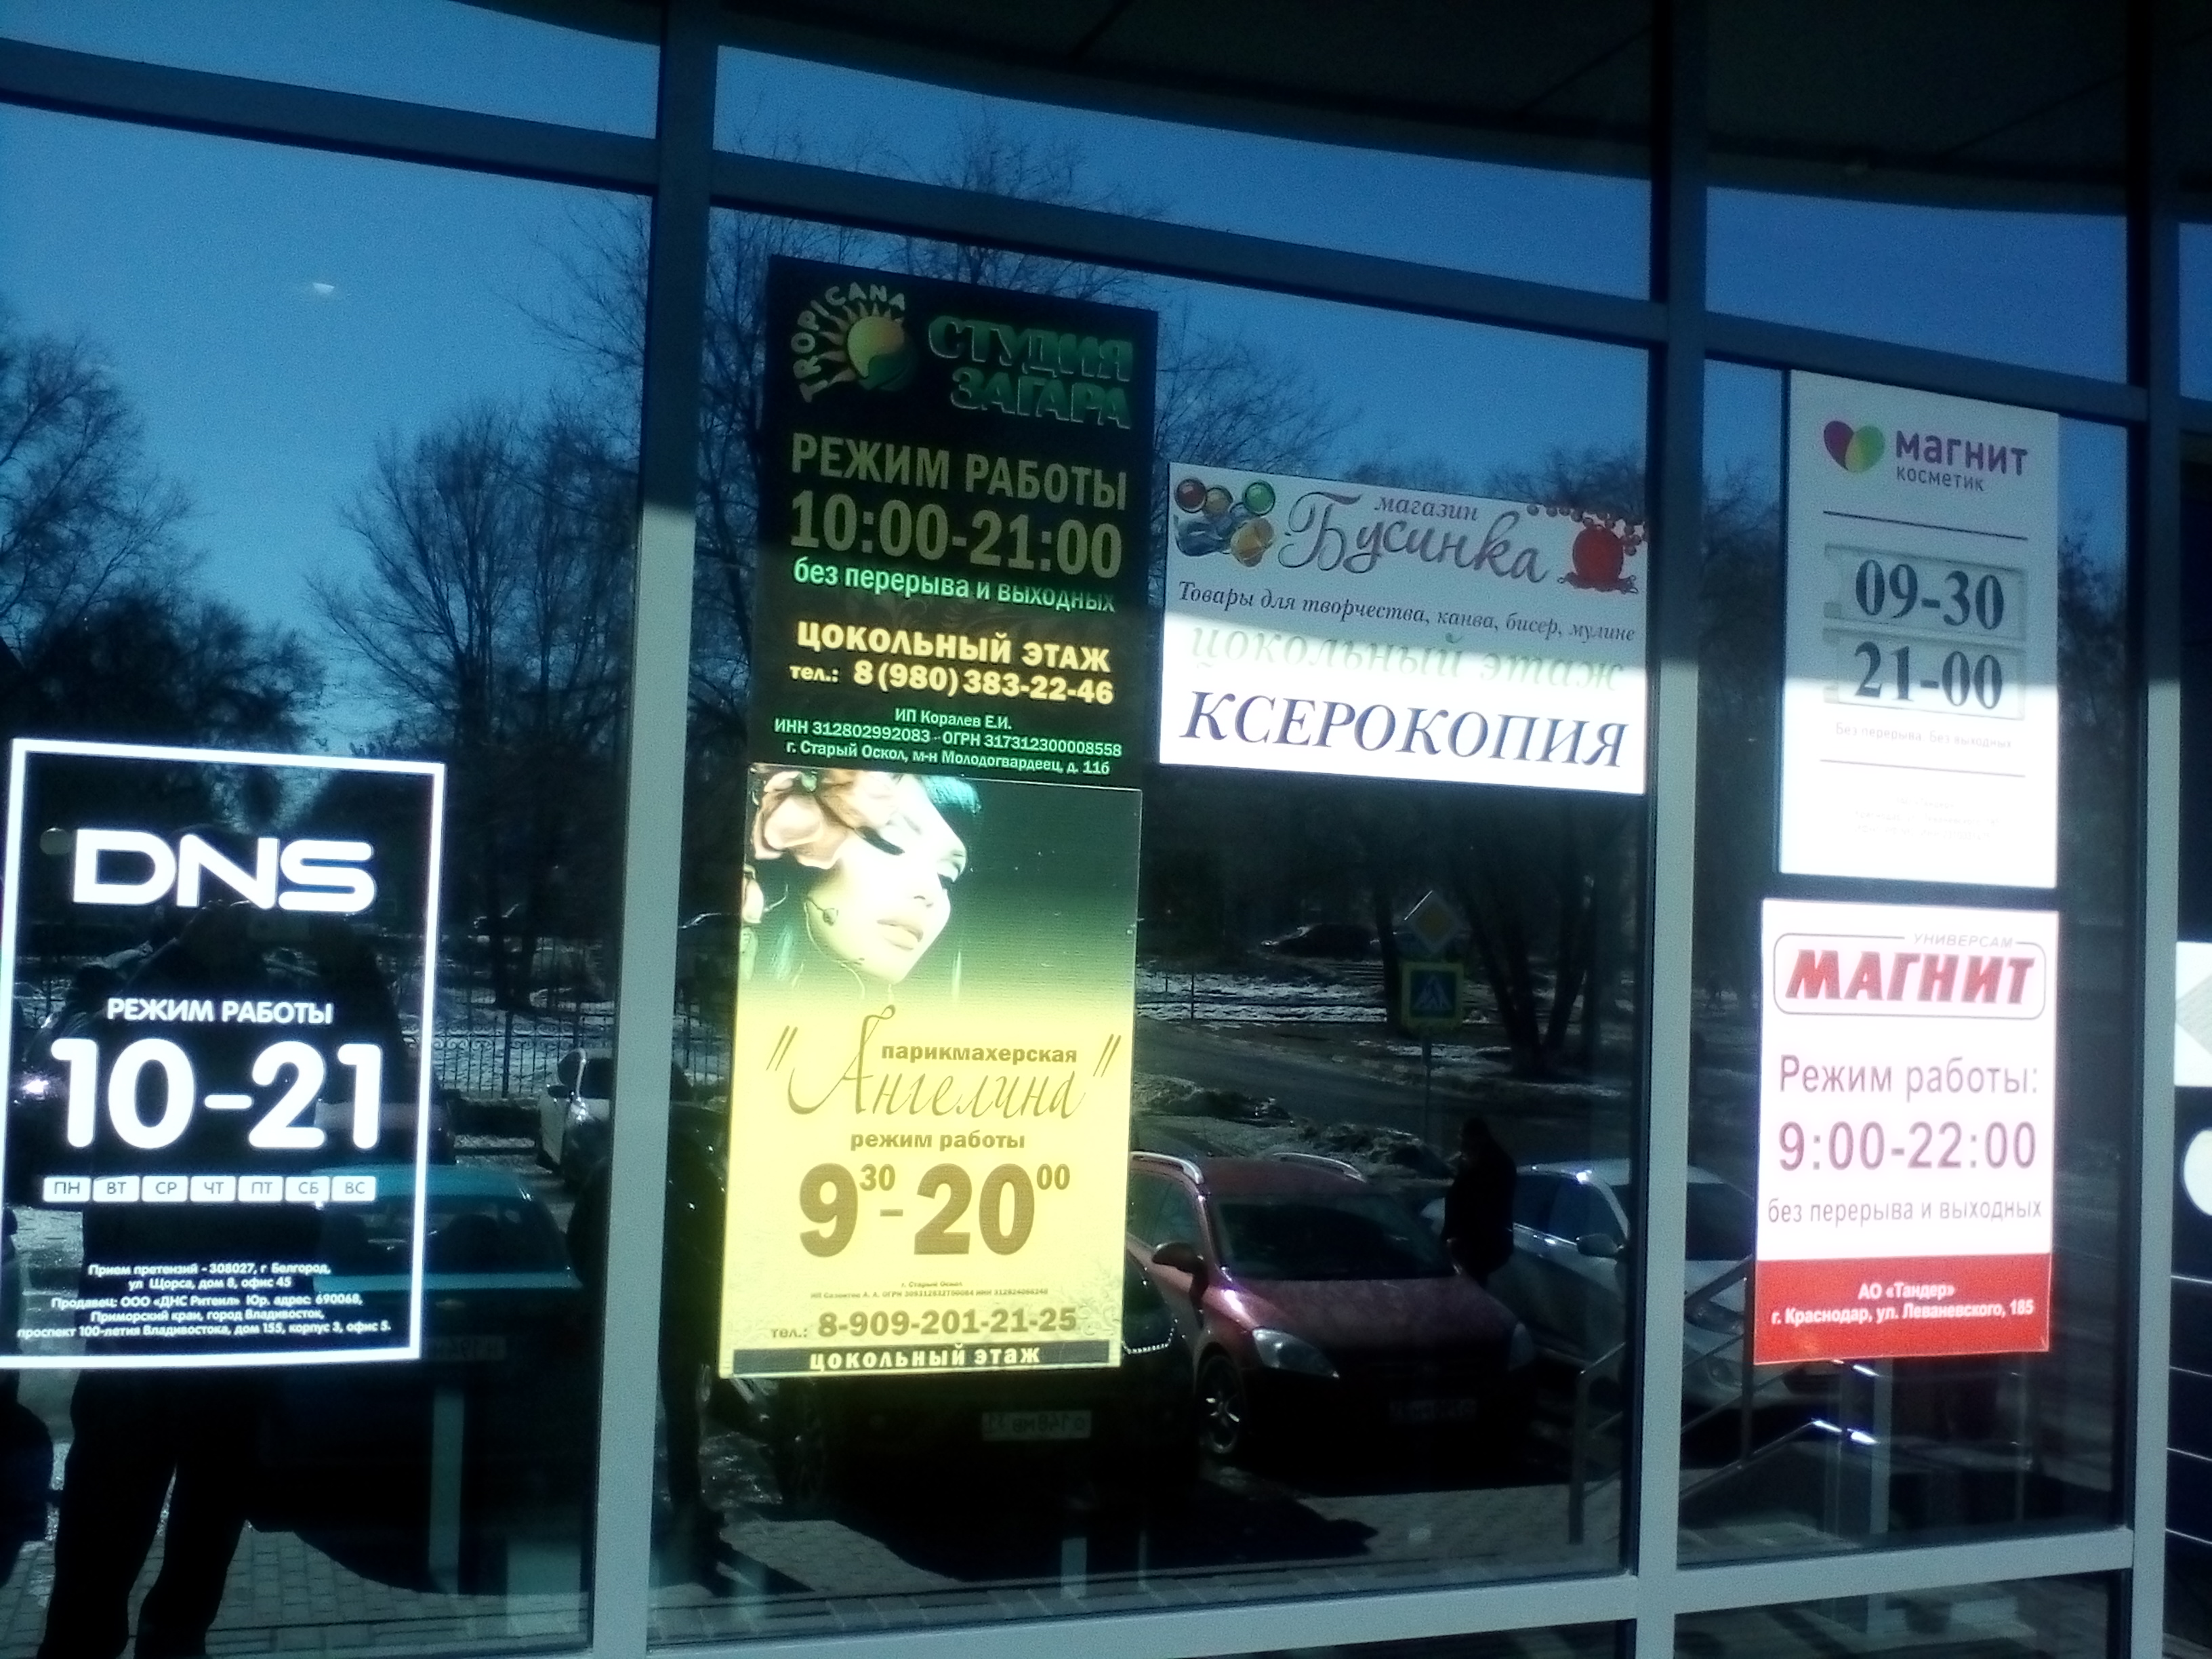 TROPICANA
СТУДИЯ
ЗАГАРА
РЕЖИМ РАБОТЫ
10:00-21:00
без перерыва и выходных
ЦОКОЛЬНЫЙ ЭТАЖ
тел.: 8(980)383-22-46
ИП Коралев Е.И.
ИНН 312802992083 · ОГРН 317312300008558
г. Старый Оскол, м-н Молодогвардеец, д. 11б
магазин
Бусинка
Товары для творчества, канва, бисер, мулине
цокольный этаж
КСЕРОКОПИЯ
магнит
косметик
09-30
21-00
Без перерыва, без выходных
DNS
РЕЖИМ РАБОТЫ
10-21
ПН ВТ СР ЧТ ПТ СБ ВС
Прием претензий - 308027, г Белгород,
ул Щорса, дом 8, офис 45
Продавец: ООО «ДНС Ритейл» Юр. адрес: 690068,
Приморский край, город Владивосток,
проспект 100-летия Владивостока, дом 155, корпус 3, офис 5.
парикмахерская
"Ангелина"
режим работы
9 30 - 20 00
тел.: 8-909-201-21-25
ЦОКОЛЬНЫЙ ЭТАЖ
УНИВЕРСАМ
МАГНИТ
Режим работы:
9:00-22:00
без перерыва и выходных
АО «Тандер»
г. Краснодар, ул. Леваневского, 185